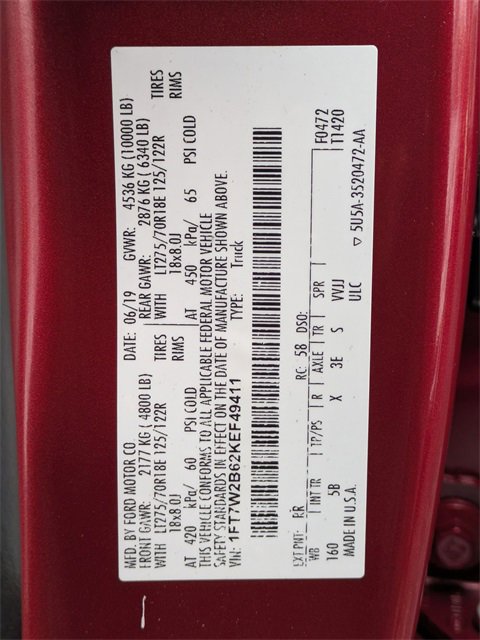 MFD. BY FORD MOTOR CO.
DATE: 06/19 GVWR: 4536 KG (10000 LB)
FRONT GAWR: 2177 KG ( 4800 LB) REAR GAWR: 2876 KG ( 6340 LB)
WITH LT275/70R18E 125/122R TIRES WITH LT275/70R18E 125/122R TIRES
18x8.0J RIMS 18x8.0J RIMS
AT 420 kPa/ 60 PSI COLD AT 450 kPa/ 65 PSI COLD
THIS VEHICLE CONFORMS TO ALL APPLICABLE FEDERAL MOTOR VEHICLE
SAFETY STANDARDS IN EFFECT ON THE DATE OF MANUFACTURE SHOWN ABOVE.
VIN: 1FT7W2B62KEF49411 TYPE: Truck
F0472
T1420
EXT PNT: RR RC: 58 DSO:
WB INT TR TP/PS R AXLE TR SPR
160 5B X 3E S VVJJ
MADE IN U.S.A. ULC
▽ 5U5A-3520472-AA